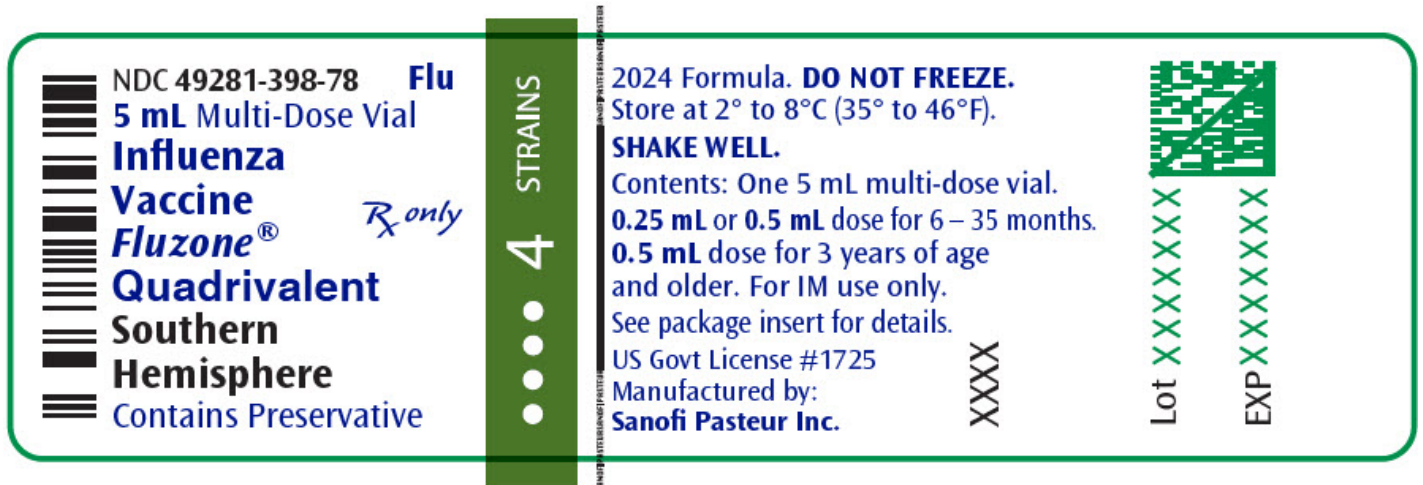 NDC 49281-398-78 Flu
5 mL Multi-Dose Vial
Influenza
Vaccine
Fluzone®
Rx only
Quadrivalent
Southern
Hemisphere
Contains Preservative
4 STRAINS
2024 Formula. DO NOT FREEZE.
Store at 2° to 8°C (35° to 46°F).
SHAKE WELL.
Contents: One 5 mL multi-dose vial.
0.25 mL or 0.5 mL dose for 6 – 35 months.
0.5 mL dose for 3 years of age
and older. For IM use only.
See package insert for details.
US Govt License #1725
Manufactured by:
Sanofi Pasteur Inc.
XXXX
Lot XXXXXXX
EXP XXXXXXX